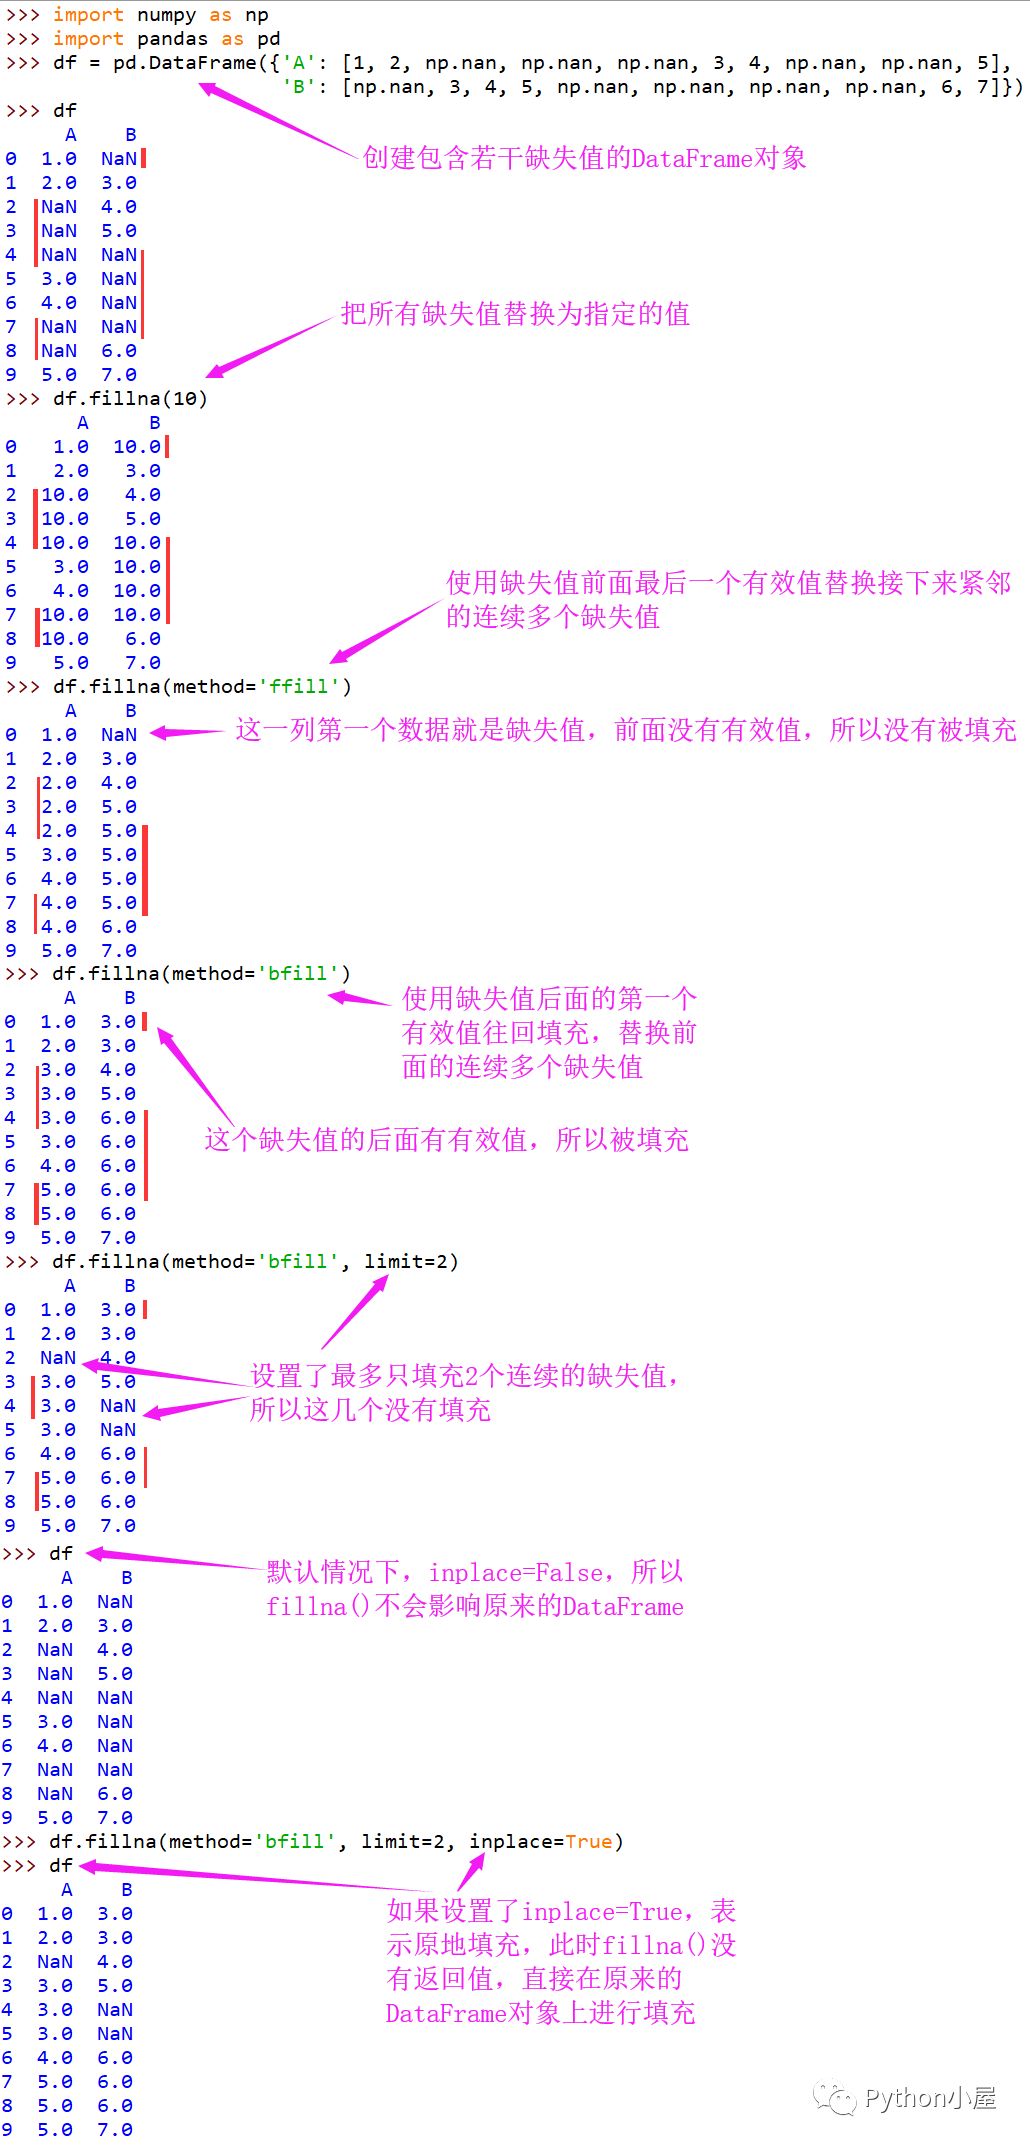 >>> import numpy as np
>>> import pandas as pd
>>> df = pd.DataFrame({'A': [1, 2, np.nan, np.nan, np.nan, 3, 4, np.nan, np.nan, 5],
'B': [np.nan, 3, 4, 5, np.nan, np.nan, np.nan, np.nan, 6, 7]})
>>> df
A B
0 1.0 NaN
创建包含若干缺失值的DataFrame对象
1 2.0 3.0
2 NaN 4.0
3 NaN 5.0
4 NaN NaN
5 3.0 NaN
6 4.0 NaN
把所有缺失值替换为指定的值
7 NaN NaN
8 NaN 6.0
9 5.0 7.0
>>> df.fillna(10)
A B
0 1.0 10.0
1 2.0 3.0
2 10.0 4.0
3 10.0 5.0
4 10.0 10.0
5 3.0 10.0
6 4.0 10.0
使用缺失值前面最后一个有效值替换接下来紧邻
的连续多个缺失值
7 10.0 10.0
8 10.0 6.0
9 5.0 7.0
>>> df.fillna(method='ffill')
A B
0 1.0 NaN
这一列第一个数据就是缺失值，前面没有有效值，所以没有被填充
1 2.0 3.0
2 2.0 4.0
3 2.0 5.0
4 2.0 5.0
5 3.0 5.0
6 4.0 5.0
7 4.0 5.0
8 4.0 6.0
9 5.0 7.0
>>> df.fillna(method='bfill')
使用缺失值后面的第一个
有效值往回填充，替换前
面的连续多个缺失值
A B
0 1.0 3.0
1 2.0 3.0
2 3.0 4.0
3 3.0 5.0
4 3.0 6.0
5 3.0 6.0
这个缺失值的后面有有效值，所以被填充
6 4.0 6.0
7 5.0 6.0
8 5.0 6.0
9 5.0 7.0
>>> df.fillna(method='bfill', limit=2)
A B
0 1.0 3.0
1 2.0 3.0
2 NaN 4.0
3 3.0 5.0
4 3.0 NaN
设置了最多只填充2个连续的缺失值，
所以这几个没有填充
5 3.0 NaN
6 4.0 6.0
7 5.0 6.0
8 5.0 6.0
9 5.0 7.0
>>> df
默认情况下，inplace=False，所以
fillna()不会影响原来的DataFrame
A B
0 1.0 NaN
1 2.0 3.0
2 NaN 4.0
3 NaN 5.0
4 NaN NaN
5 3.0 NaN
6 4.0 NaN
7 NaN NaN
8 NaN 6.0
9 5.0 7.0
>>> df.fillna(method='bfill', limit=2, inplace=True)
>>> df
A B
0 1.0 3.0
1 2.0 3.0
2 NaN 4.0
3 3.0 5.0
4 3.0 NaN
5 3.0 NaN
如果设置了inplace=True，表
示原地填充，此时fillna()没
有返回值，直接在原来的
DataFrame对象上进行填充
6 4.0 6.0
7 5.0 6.0
8 5.0 6.0
9 5.0 7.0
Python小屋